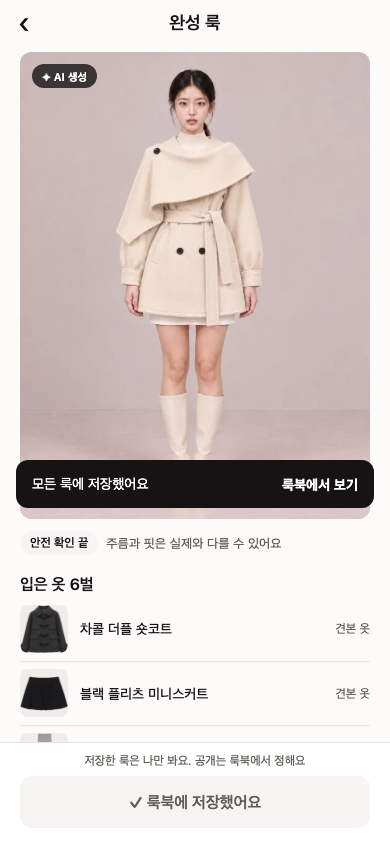 완성 룩
AI 생성
모든 룩에 저장했어요
룩북에서 보기
안전 확인 끝
주름과 핏은 실제와 다를 수 있어요
입은 옷 6벌
차콜 더플 숏코트
견본 옷
블랙 플리츠 미니스커트
견본 옷
저장한 룩은 나만 봐요. 공개는 룩북에서 정해요
✓ 룩북에 저장했어요